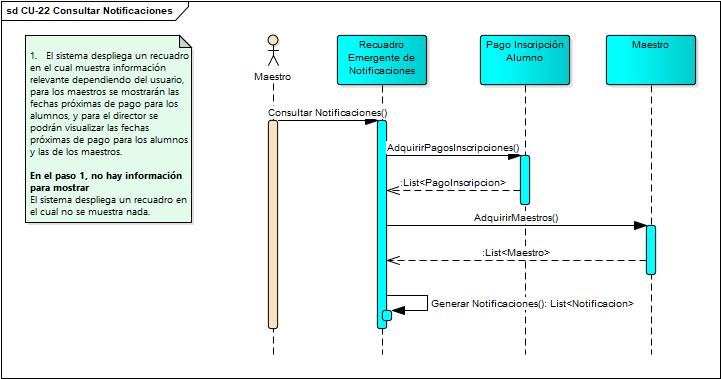 sd CU-22 Consultar Notificaciones
1. El sistema despliega un recuadro
en el cual muestra información
relevante dependiendo del usuario,
para los maestros se mostrarán las
fechas próximas de pago para los
alumnos, y para el director se
podrán visualizar las fechas
próximas de pago para los alumnos
y las de los maestros.
En el paso 1, no hay información
para mostrar
El sistema despliega un recuadro en
el cual no se muestra nada.
Maestro
Recuadro
Emergente de
Notificaciones
Pago Inscripción
Alumno
Maestro
Consultar Notificaciones()
AdquirirPagosInscripciones()
:List<PagoInscripcion>
AdquirirMaestros()
:List<Maestro>
Generar Notificaciones(): List<Notificacion>